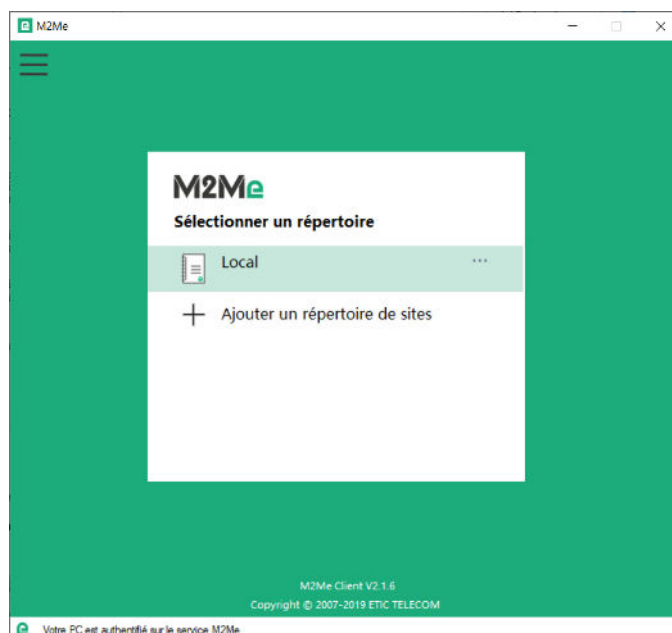 M2Me
M2Me
Sélectionner un répertoire
Local
Ajouter un répertoire de sites
M2Me Client V2.1.6
Copyright © 2007-2019 ETIC TELECOM
Votre PC est authentifié sur le service M2Me